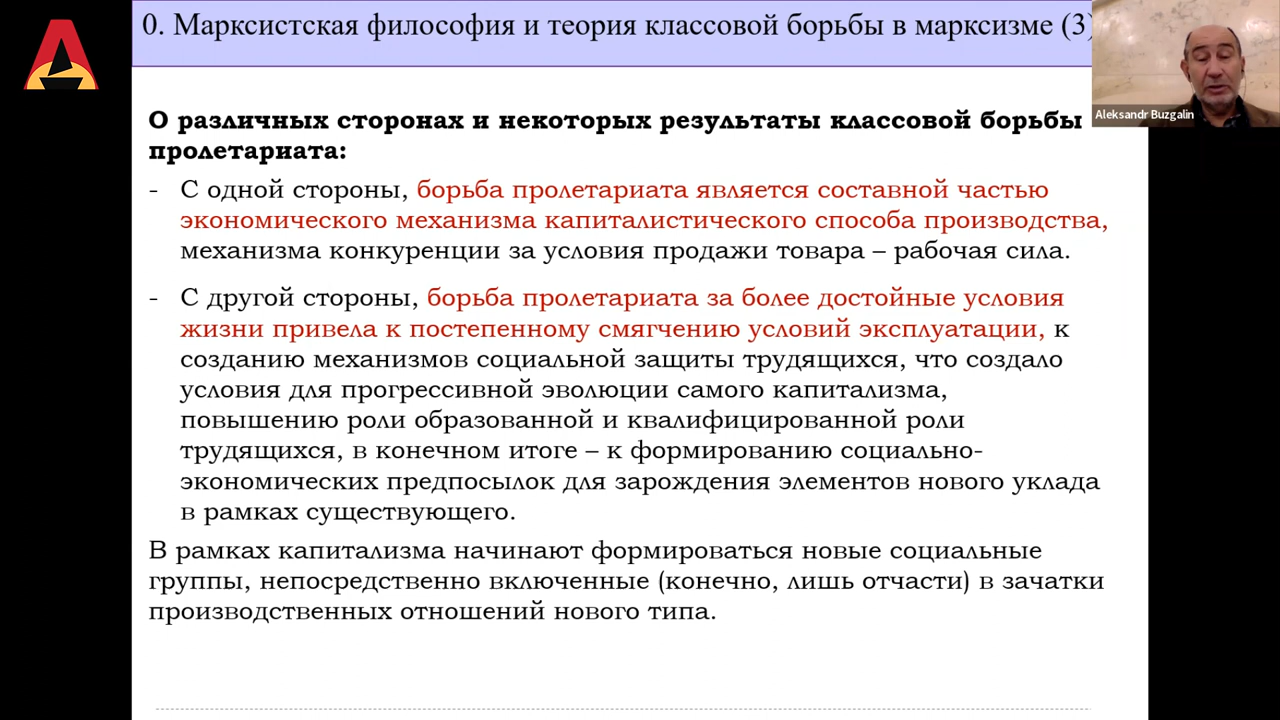 0. Марксистская философия и теория классовой борьбы в марксизме (3)
Aleksandr Buzgalin
О различных сторонах и некоторых результаты классовой борьбы
пролетариата:
- С одной стороны, борьба пролетариата является составной частью
экономического механизма капиталистического способа производства,
механизма конкуренции за условия продажи товара – рабочая сила.
- С другой стороны, борьба пролетариата за более достойные условия
жизни привела к постепенному смягчению условий эксплуатации, к
созданию механизмов социальной защиты трудящихся, что создало
условия для прогрессивной эволюции самого капитализма,
повышению роли образованной и квалифицированной роли
трудящихся, в конечном итоге – к формированию социально-
экономических предпосылок для зарождения элементов нового уклада
в рамках существующего.
В рамках капитализма начинают формироваться новые социальные
группы, непосредственно включенные (конечно, лишь отчасти) в зачатки
производственных отношений нового типа.